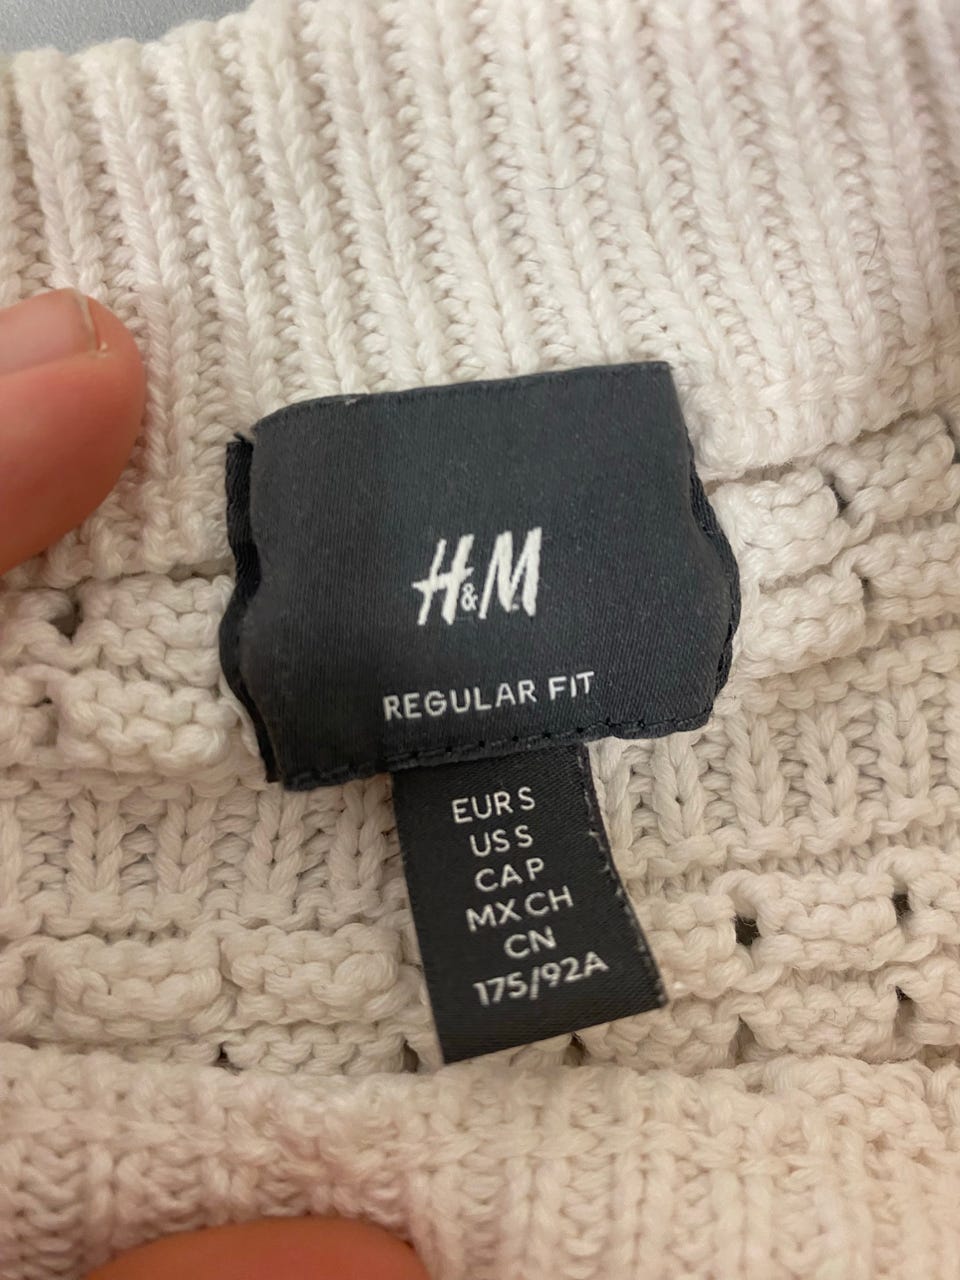 H&M
REGULAR FIT
EUR S
US S
CA P
MX CH
CN
175/92A